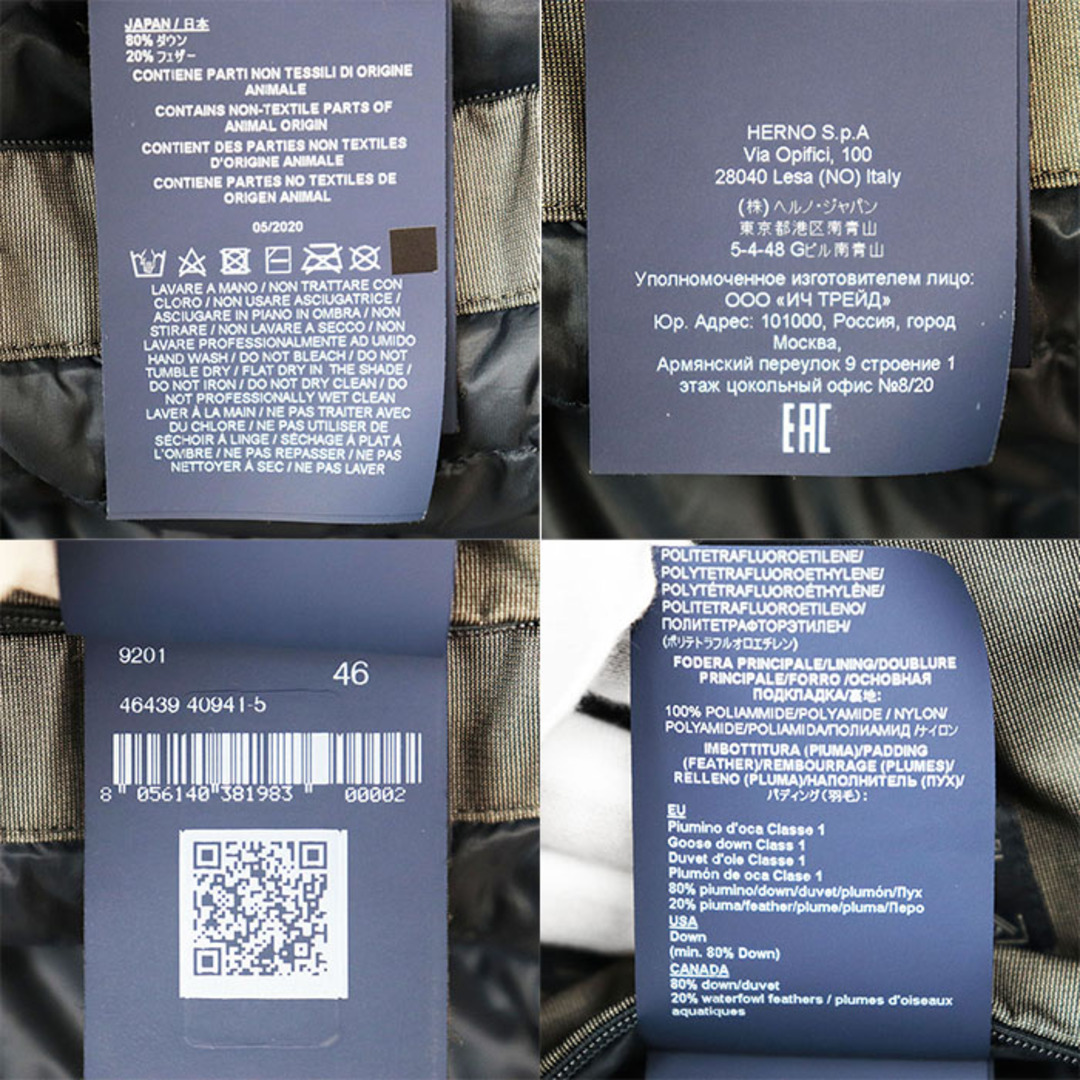 JAPAN / 日本
80% ダウン
20% フェザー
CONTIENE PARTI NON TESSILI DI ORIGINE
ANIMALE
CONTAINS NON-TEXTILE PARTS OF
ANIMAL ORIGIN
CONTIENT DES PARTIES NON TEXTILES
D'ORIGINE ANIMALE
CONTIENE PARTES NO TEXTILES DE
ORIGEN ANIMAL
05/2020
LAVARE A MANO / NON TRATTARE CON
CLORO / NON USARE ASCIUGATRICE /
ASCIUGARE IN PIANO IN OMBRA / NON
STIRARE / NON LAVARE A SECCO / NON
LAVARE PROFESSIONALMENTE AD UMIDO
HAND WASH / DO NOT BLEACH / DO NOT
TUMBLE DRY / FLAT DRY IN THE SHADE /
DO NOT IRON / DO NOT DRY CLEAN / DO
NOT PROFESSIONALLY WET CLEAN
LAVER À LA MAIN / NE PAS TRAITER AVEC
DU CHLORE / NE PAS UTILISER DE
SÉCHOIR À LINGE / SÉCHAGE À PLAT À
L'OMBRE / NE PAS REPASSER / NE PAS
NETTOYER À SEC / NE PAS LAVER
HERNO S.p.A
Via Opifici, 100
28040 Lesa (NO) Italy
(株) ヘルノ・ジャパン
東京都港区南青山
5-4-48 Gビル南青山
Уполномоченное изготовителем лицо:
ООО «ИЧ ТРЕЙД»
Юр. Адрес: 101000, Россия, город
Москва,
Армянский переулок 9 строение 1
этаж цокольный офис №8/20
EAC
9201
46
46439 40941-5
8 056140 381983 00002
POLITETRAFLUOROETILENE/
POLYTETRAFLUOROETHYLENE/
POLYTÉTRAFLUOROÉTHYLÈNE/
POLITETRAFLUOROETILENO/
ПОЛИТЕТРАФТОРЭТИЛЕН/
(ポリテトラフルオロエチレン)
FODERA PRINCIPALE/LINING/DOUBLURE
PRINCIPALE/FORRO /ОСНОВНАЯ
ПОДКЛАДКА/裏地:
100% POLIAMMIDE/POLYAMIDE / NYLON/
POLYAMIDE/POLIAMIDA/ПОЛИАМИД /ナイロン
IMBOTTITURA (PIUMA)/PADDING
(FEATHER)/REMBOURRAGE (PLUMES)/
RELLENO (PLUMA)/НАПОЛНИТЕЛЬ (ПУХ)/
パディング (羽毛):
EU
Piumino d'oca Classe 1
Goose down Class 1
Duvet d'oie Classe 1
Plumón de oca Clase 1
80% piumino/down/duvet/plumón/Пух
20% piuma/feather/plume/pluma/Перо
USA
Down
(min. 80% Down)
CANADA
80% down/duvet
20% waterfowl feathers / plumes d'oiseaux
aquatiques